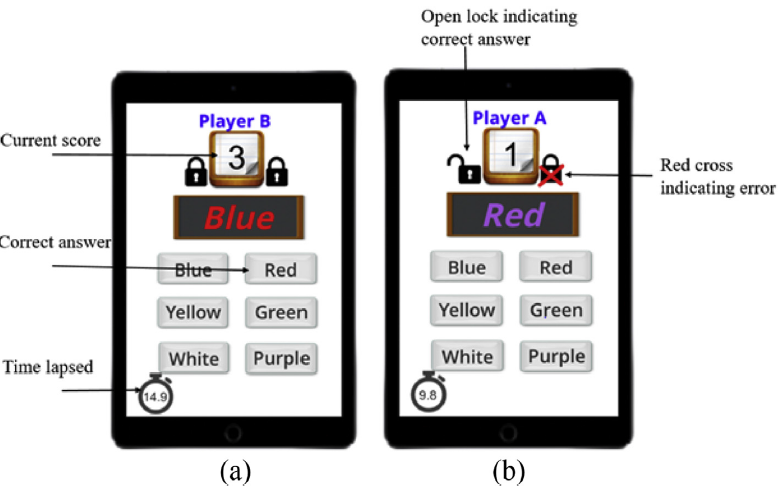 Open lock indicating
correct answer
Player B
Player A
Current score
3
1
Red cross
indicating error
Blue
Red
Correct answer
Blue
Red
Blue
Red
Yellow
Green
Yellow
Green
White
Purple
White
Purple
Time lapsed
14.9
9.8
(a)
(b)